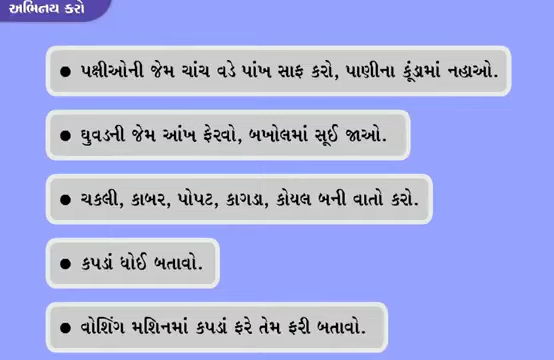 અભિનય કરો
● પક્ષીઓની જેમ ચાંચ વડે પાંખ સાફ કરો, પાણીના કૂંડામાં નહાઓ.
● ઘુવડની જેમ આંખ ફેરવો, બખોલમાં સૂઈ જાઓ.
● ચકલી, કાબર, પોપટ, કાગડા, કોયલ બની વાતો કરો.
● કપડાં ધોઈ બતાવો.
● વોશિંગ મશિનમાં કપડાં ફરે તેમ ફરી બતાવો.